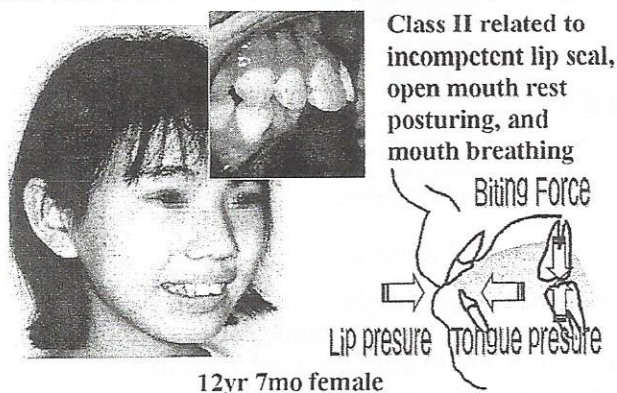 Class II related to
incompetent lip seal,
open mouth rest
posturing, and
mouth breathing
Biting Force
Lip presure Tongue presure
12yr 7mo female